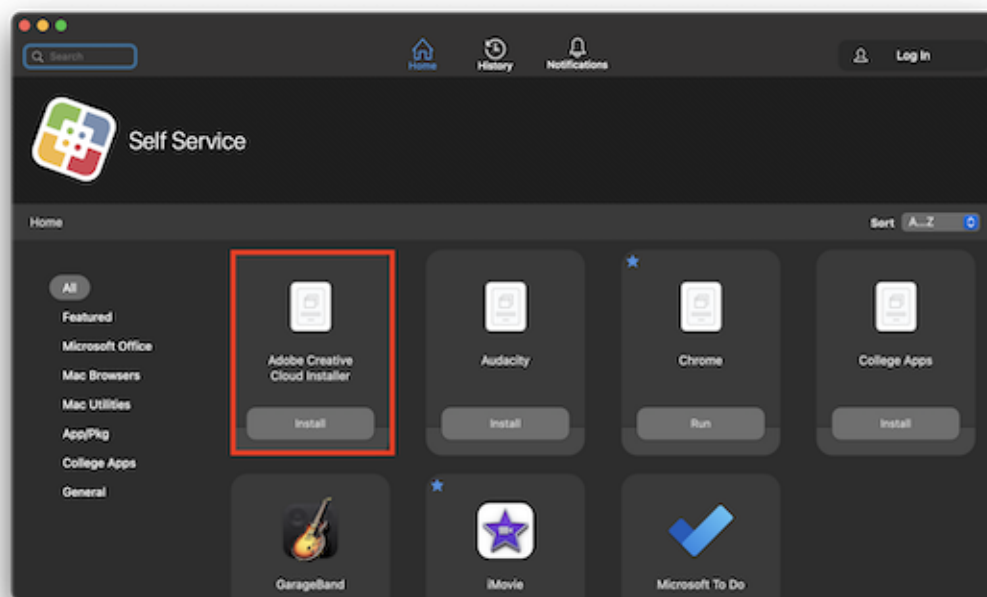 Search
Home
History
Notifications
Log In
Self Service
Home
Sort A...Z
All
Featured
Microsoft Office
Mac Browsers
Mac Utilities
App/Pkg
College Apps
General
Adobe Creative
Cloud Installer
Install
Audacity
Install
Chrome
Run
College Apps
Install
GarageBand
iMovie
Microsoft To Do